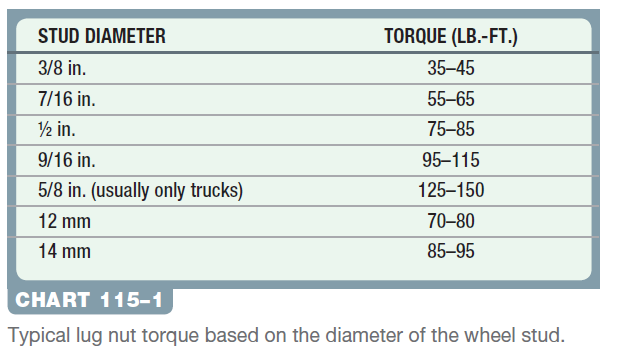 STUD DIAMETER TORQUE (LB.-FT.)
3/8 in. 35–45
7/16 in. 55–65
½ in. 75–85
9/16 in. 95–115
5/8 in. (usually only trucks) 125–150
12 mm 70–80
14 mm 85–95
CHART 115–1
Typical lug nut torque based on the diameter of the wheel stud.